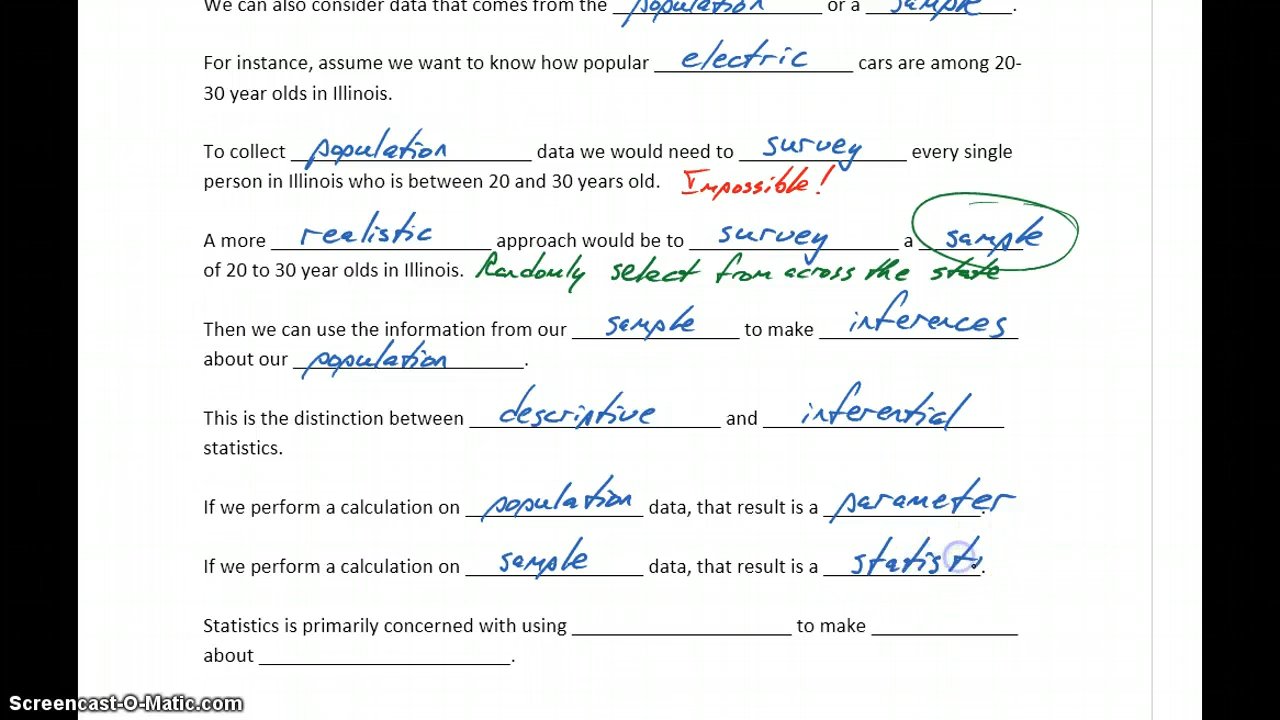 We can also consider data that comes from the population or a sample.
For instance, assume we want to know how popular electric cars are among 20-
30 year olds in Illinois.
To collect population data we would need to survey every single
person in Illinois who is between 20 and 30 years old. Impossible!
A more realistic approach would be to survey a sample
of 20 to 30 year olds in Illinois. Randomly select from across the state
Then we can use the information from our sample to make inferences
about our population.
This is the distinction between descriptive and inferential
statistics.
If we perform a calculation on population data, that result is a parameter.
If we perform a calculation on sample data, that result is a statisti.
Statistics is primarily concerned with using ____________________ to make _____________
about _______________________.
Screencast-O-Matic.com